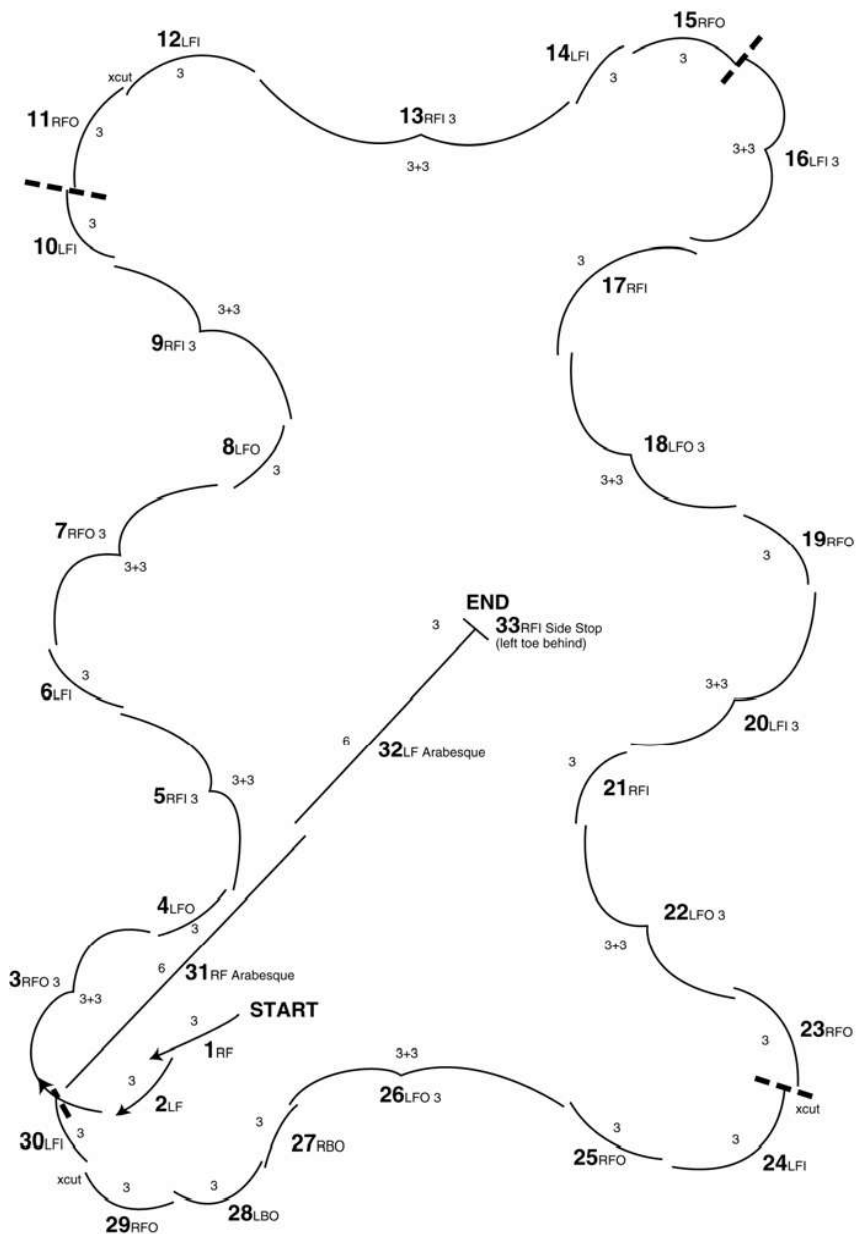 START
3
1RF
3
2LF
3RFO 3
3+3
4LFO
3
5RFI 3
3+3
6LFI
3
7RFO 3
3+3
8LFO
3
9RFI 3
3+3
10LFI
3
11RFO
3
xcut
12LFI
3
13RFI 3
3+3
14LFI
3
15RFO
3
16LFI 3
3+3
17RFI
3
18LFO 3
3+3
19RFO
3
20LFI 3
3+3
21RFI
3
22LFO 3
3+3
23RFO
3
xcut
24LFI
3
25RFO
3
26LFO 3
3+3
27RBO
3
28LBO
3
29RFO
3
xcut
30LFI
3
31RF Arabesque
6
32LF Arabesque
6
END
3
33RFI Side Stop
(left toe behind)